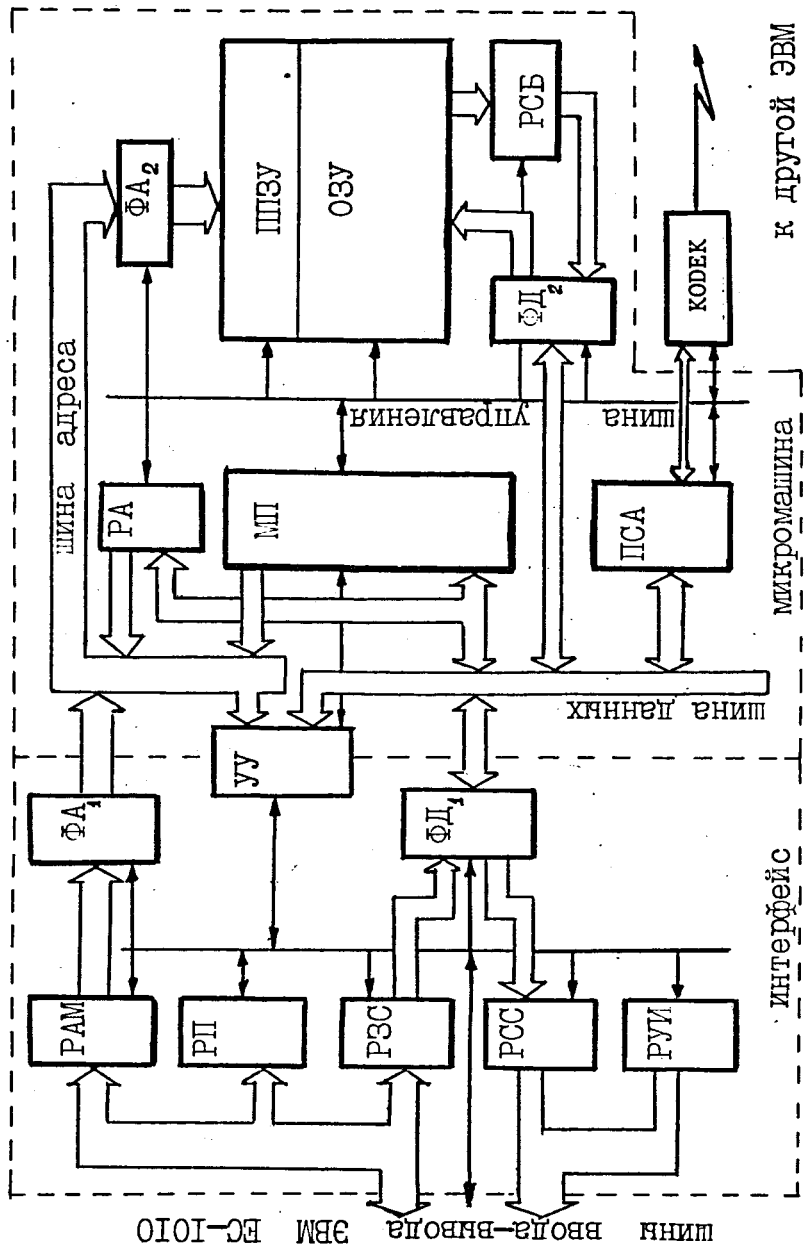 шины ввода-вывода ЭВМ ЕС-1010
РАМ
РП
РЗС
РСС
РУИ
интерфейс
ФА₁
УУ
ФД₁
шина данных
шина адреса
РА
МП
ПСА
микромашина
шина управления
ФА₂
ППЗУ
ОЗУ
РСБ
ФД₂
KODEK
к другой ЭВМ